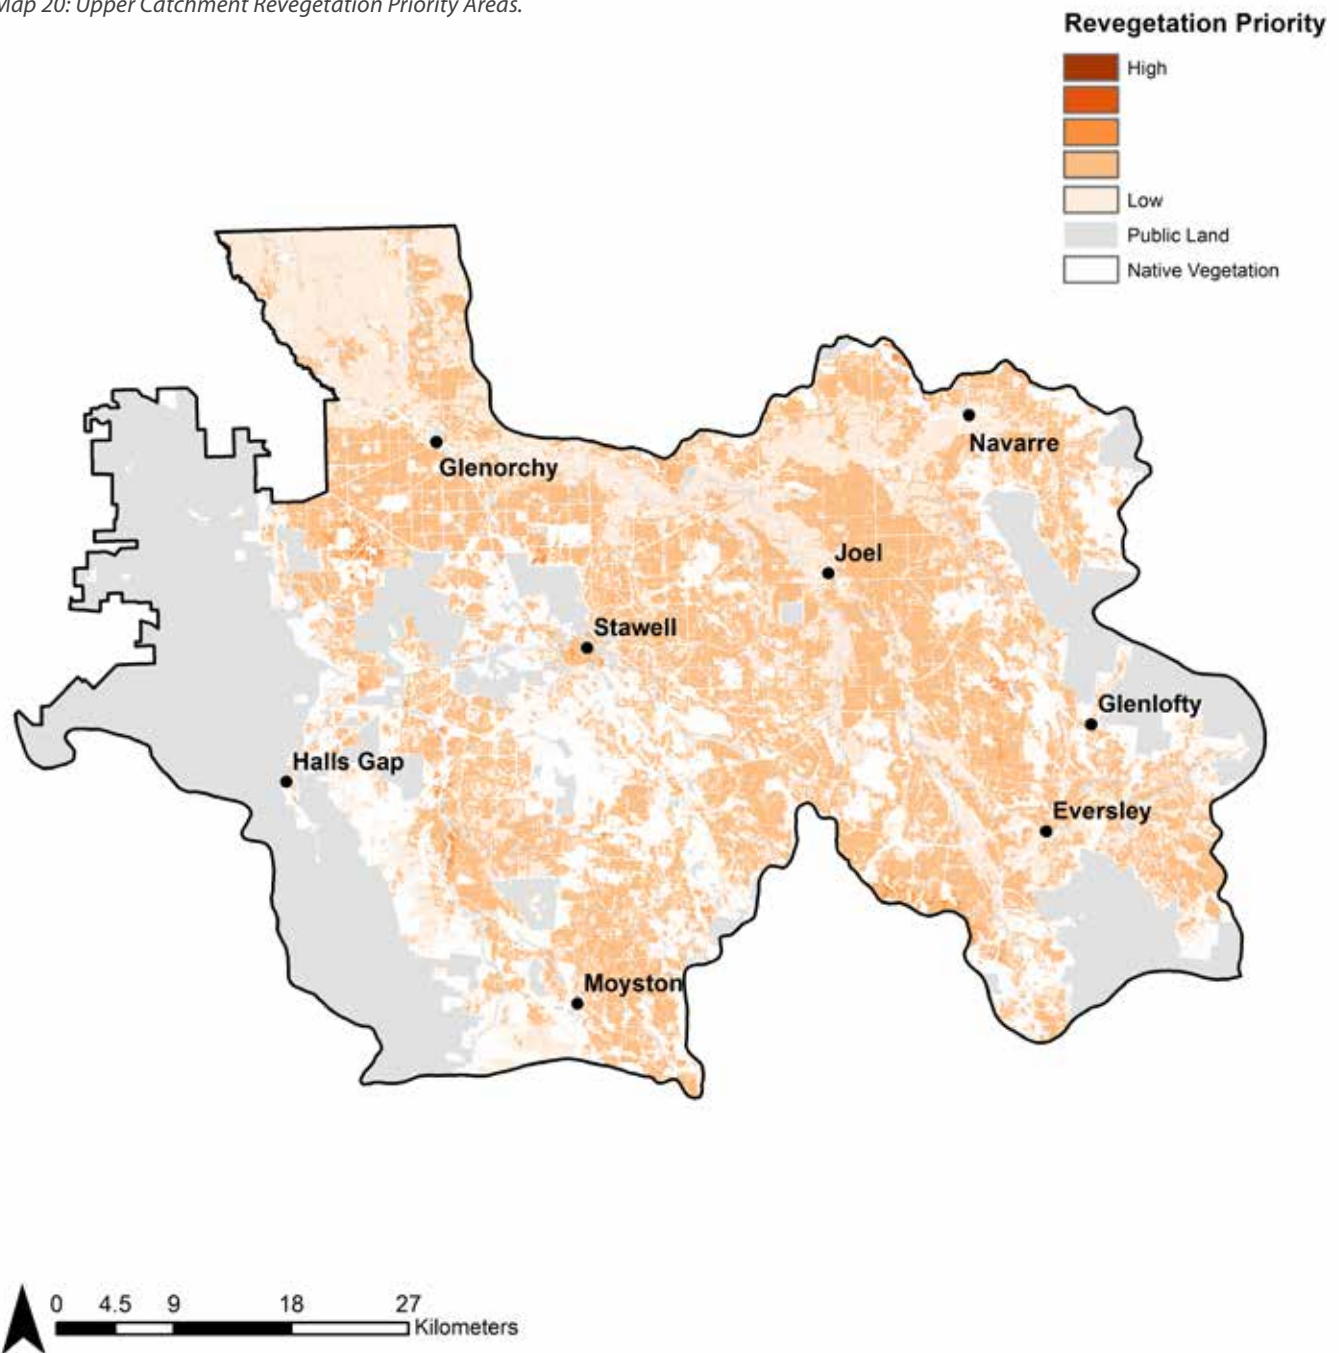 Map 20: Upper Catchment Revegetation Priority Areas.
Revegetation Priority
High
Low
Public Land
Native Vegetation
Navarre
Glenorchy
Joel
Stawell
Glenlofty
Halls Gap
Eversley
Moyston
0 4.5 9 18 27
Kilometers